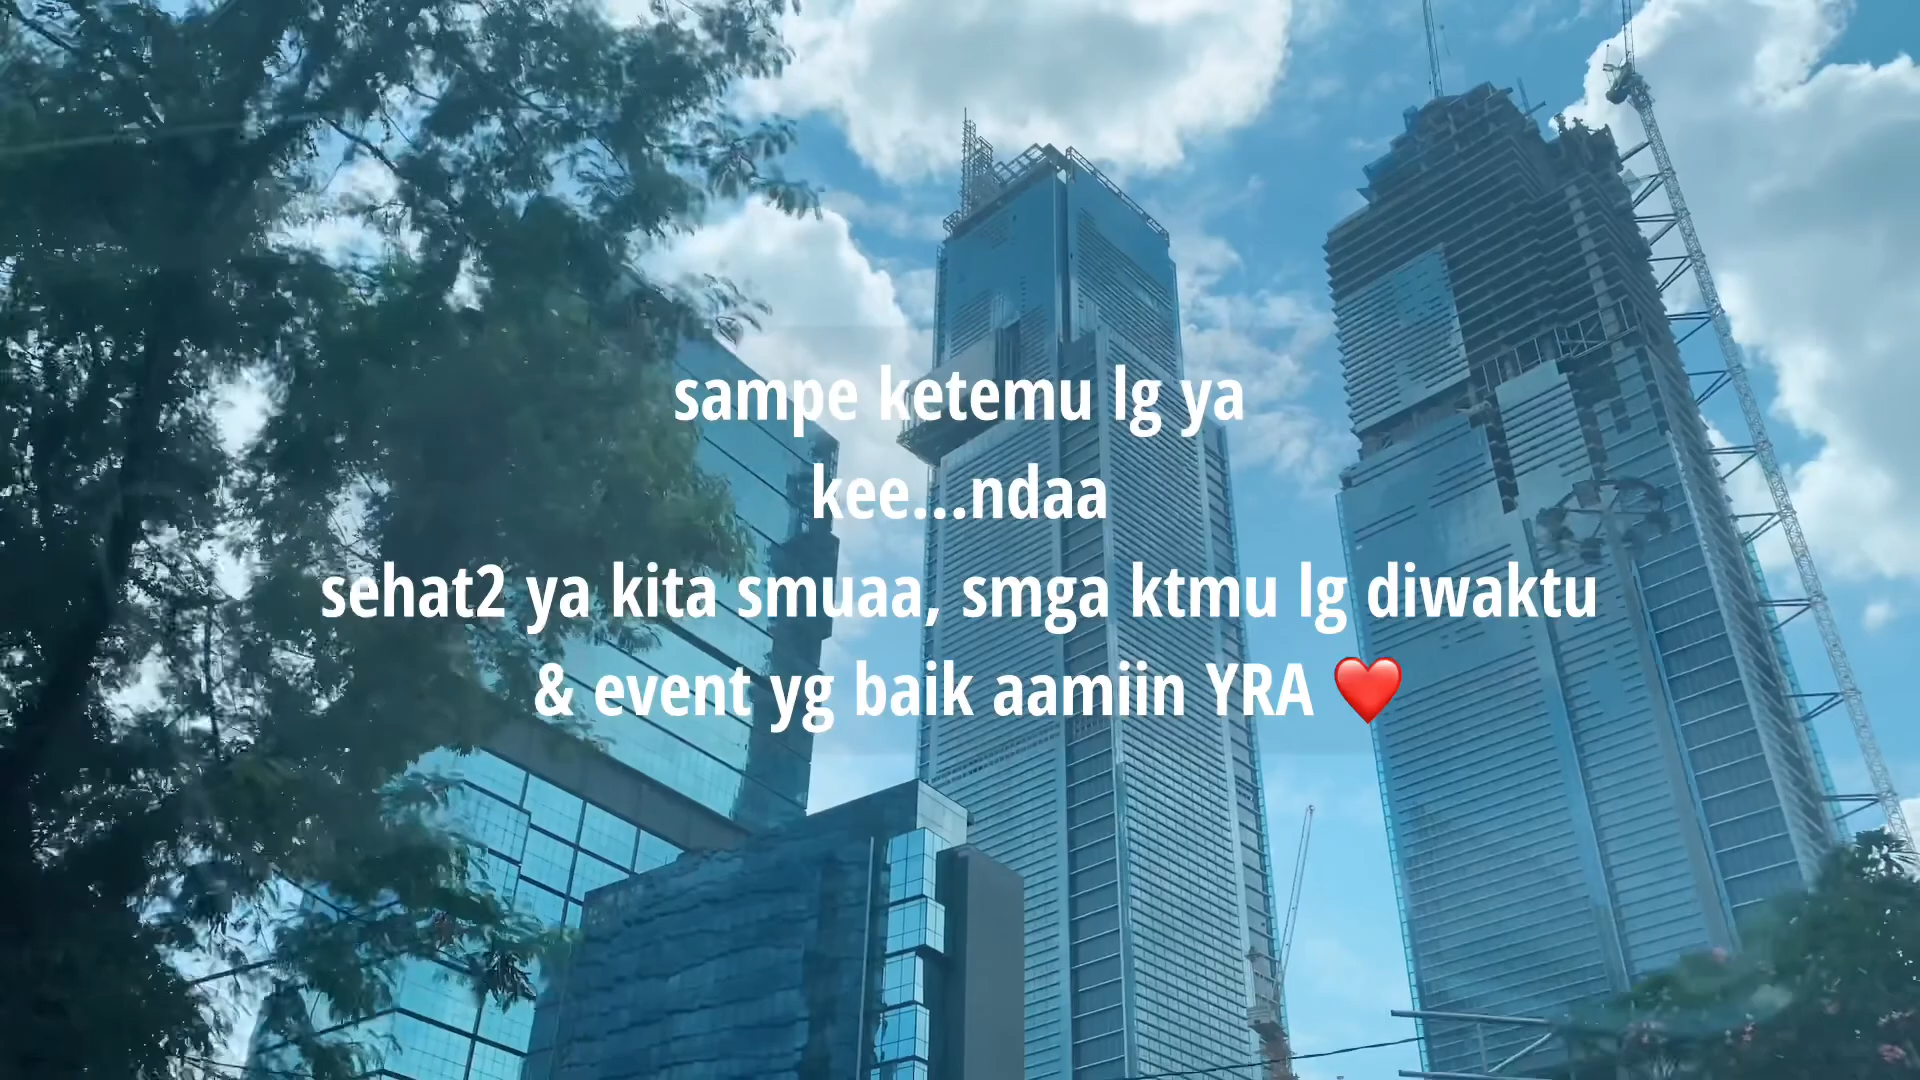 sampe ketemu lg ya
kee...ndaa
sehat2 ya kita smuaa, smga ktmu lg diwaktu
& event yg baik aamiin YRA ❤️